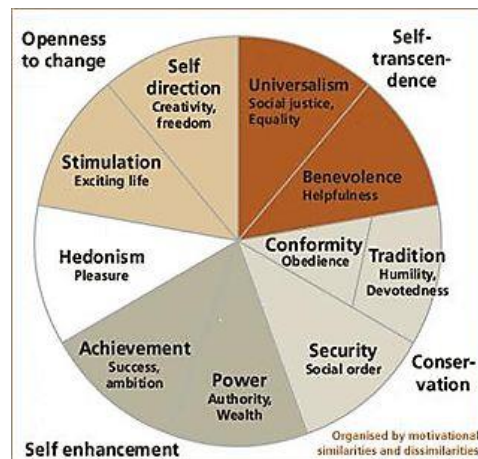 Openness
to change
Self-
transcen-
dence
Self
direction
Creativity,
freedom
Universalism
Social justice,
Equality
Stimulation
Exciting life
Benevolence
Helpfulness
Hedonism
Pleasure
Conformity
Obedience
Tradition
Humility,
Devotedness
Achievement
Success,
ambition
Power
Authority,
Wealth
Security
Social order
Conser-
vation
Self enhancement
Organised by motivational
similarities and dissimilarities